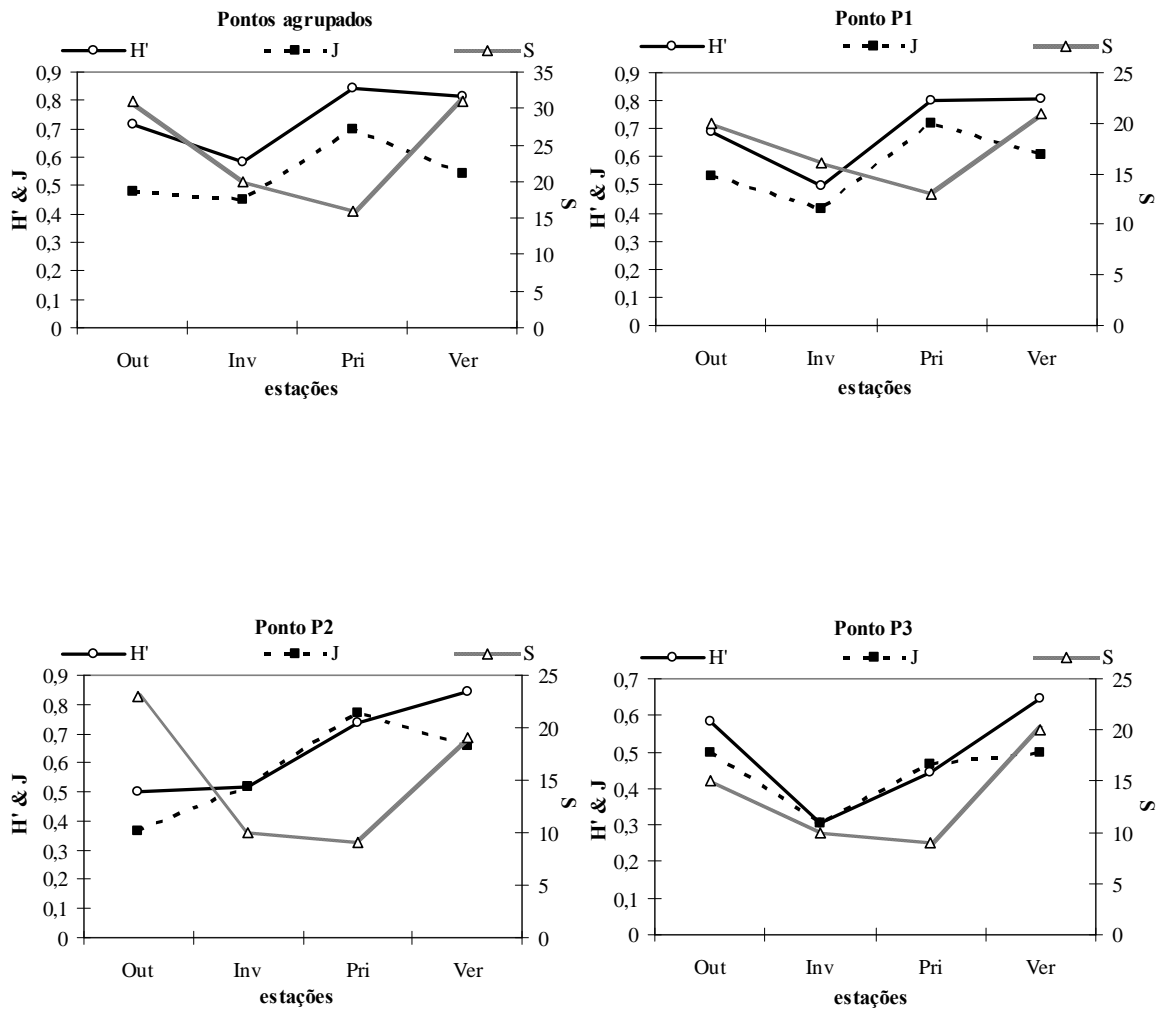 Pontos agrupados
H' J S
0,9
0,8
0,7
0,6
0,5
0,4
0,3
0,2
0,1
0
H' & J
35
30
25
20
15
10
5
0
S
Out Inv Pri Ver
estações
Ponto P1
H' J S
0,9
0,8
0,7
0,6
0,5
0,4
0,3
0,2
0,1
0
H' & J
25
20
15
10
5
0
S
Out Inv Pri Ver
estações
Ponto P2
H' J S
0,9
0,8
0,7
0,6
0,5
0,4
0,3
0,2
0,1
0
H' & J
25
20
15
10
5
0
S
Out Inv Pri Ver
estações
Ponto P3
H' J S
0,7
0,6
0,5
0,4
0,3
0,2
0,1
0
H' & J
25
20
15
10
5
0
S
Out Inv Pri Ver
estações